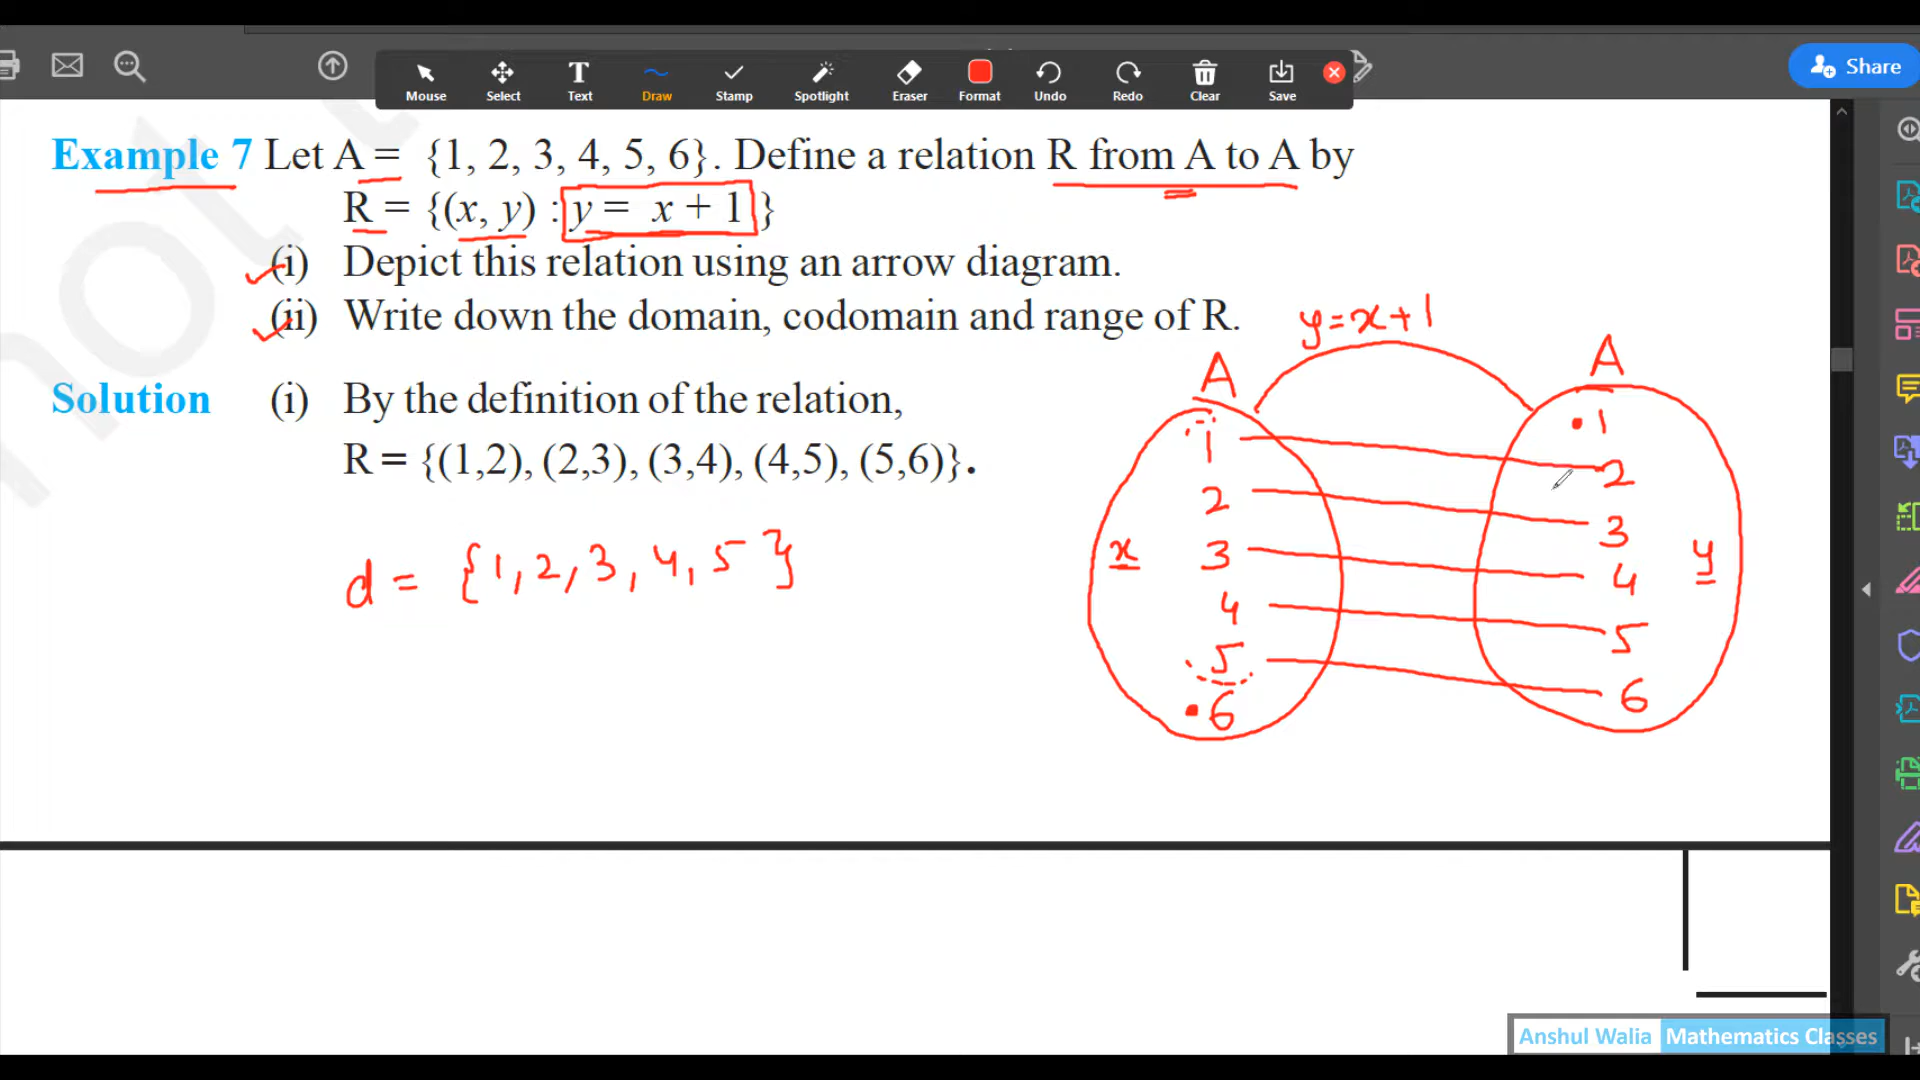 Share
Mouse Select Text Draw Stamp Spotlight Eraser Format Undo Redo Clear Save
Example 7 Let A = {1, 2, 3, 4, 5, 6}. Define a relation R from A to A by
R = {(x, y) : y = x + 1 }
(i) Depict this relation using an arrow diagram.
(ii) Write down the domain, codomain and range of R.
y=x+1
A A
Solution (i) By the definition of the relation,
R = {(1,2), (2,3), (3,4), (4,5), (5,6)}.
d = {1, 2, 3, 4, 5}
1 1
2 2
x 3 3 y
4 4
5 5
6 6
not
Anshul Walia Mathematics Classes